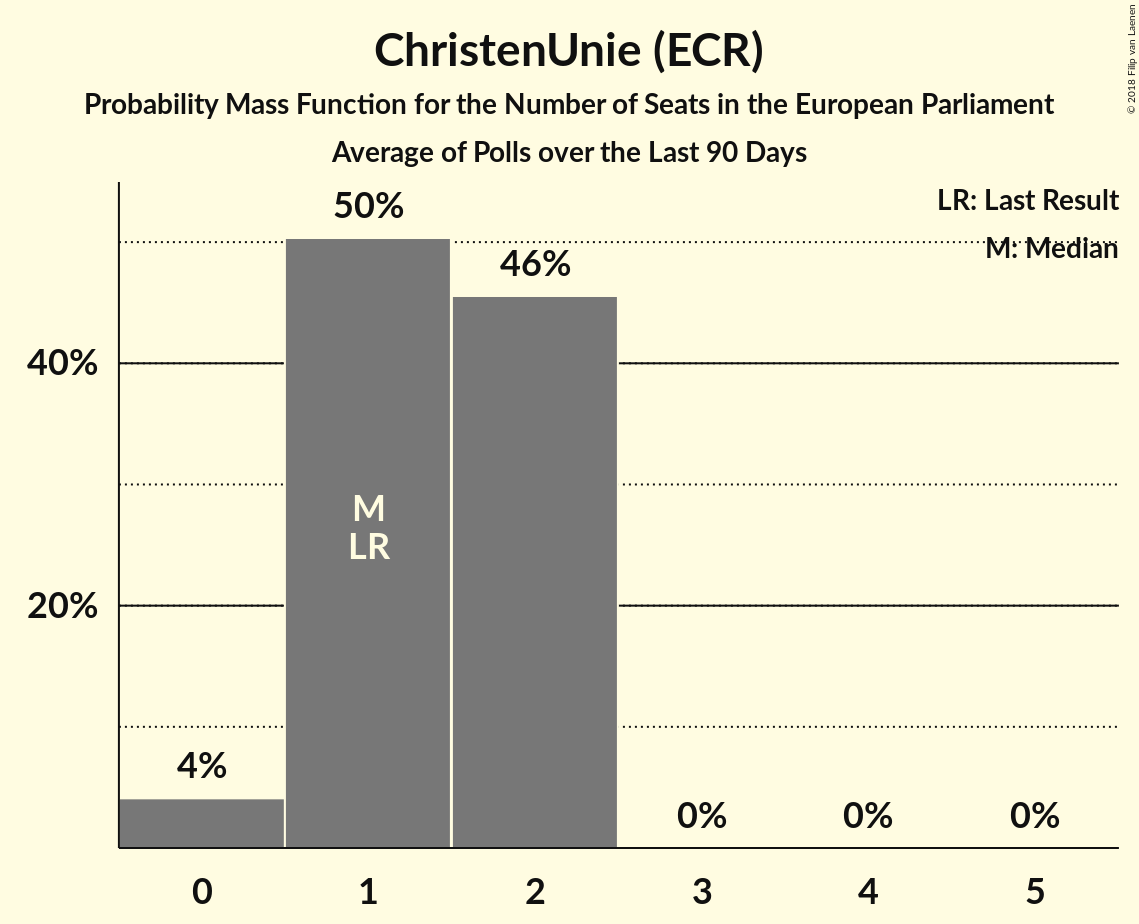 ChristenUnie (ECR)
Probability Mass Function for the Number of Seats in the European Parliament
Average of Polls over the Last 90 Days
© 2018 Filip van Laenen
LR: Last Result
M: Median
50%
46%
40%
M
LR
20%
4%
0%
0%
0%
0
1
2
3
4
5